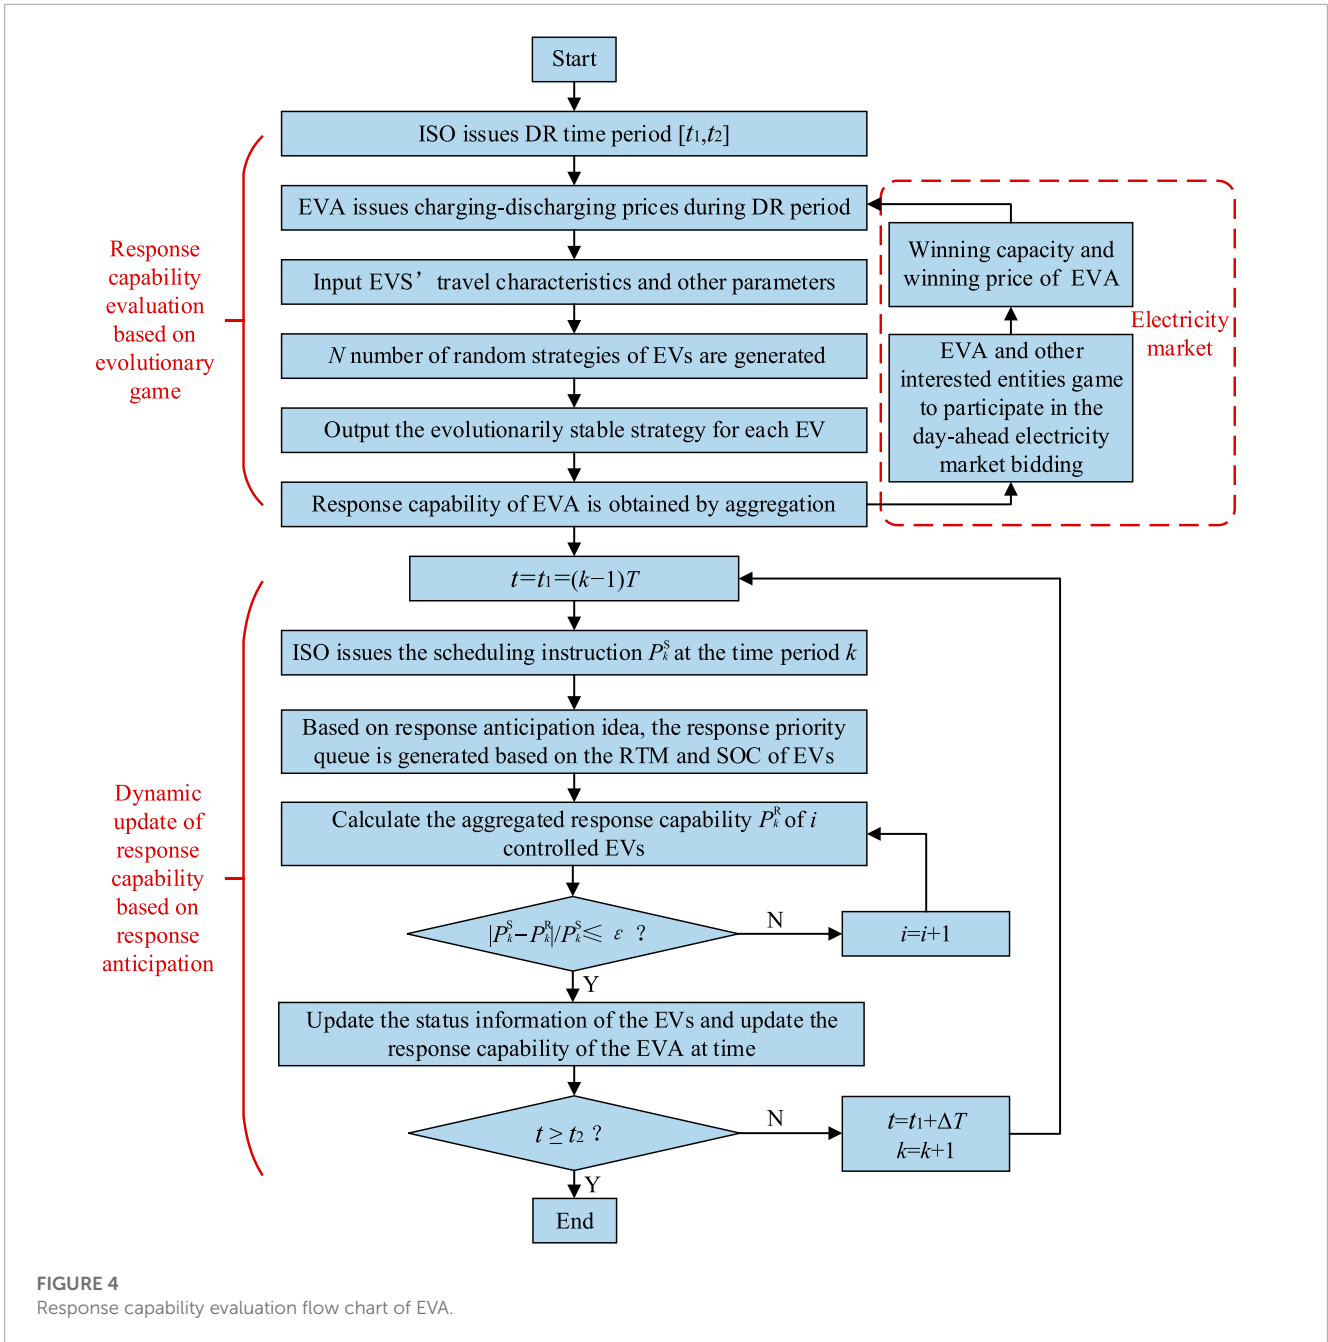 Start
ISO issues DR time period [t1,t2]
EVA issues charging-discharging prices during DR period
Input EVS’ travel characteristics and other parameters
N number of random strategies of EVs are generated
Output the evolutionarily stable strategy for each EV
Response capability of EVA is obtained by aggregation
Response
capability
evaluation
based on
evolutionary
game
Winning capacity and
winning price of EVA
EVA and other
interested entities game
to participate in the
day-ahead electricity
market bidding
Electricity
market
t=t1=(k−1)T
ISO issues the scheduling instruction P_k^S at the time period k
Based on response anticipation idea, the response priority
queue is generated based on the RTM and SOC of EVs
Calculate the aggregated response capability P_k^R of i
controlled EVs
|P_k^S−P_k^R|/P_k^S≤ ε ?
N
i=i+1
Y
Update the status information of the EVs and update the
response capability of the EVA at time
t ≥ t2 ?
N
t=t1+ΔT
k=k+1
Y
End
Dynamic
update of
response
capability
based on
response
anticipation
FIGURE 4
Response capability evaluation flow chart of EVA.